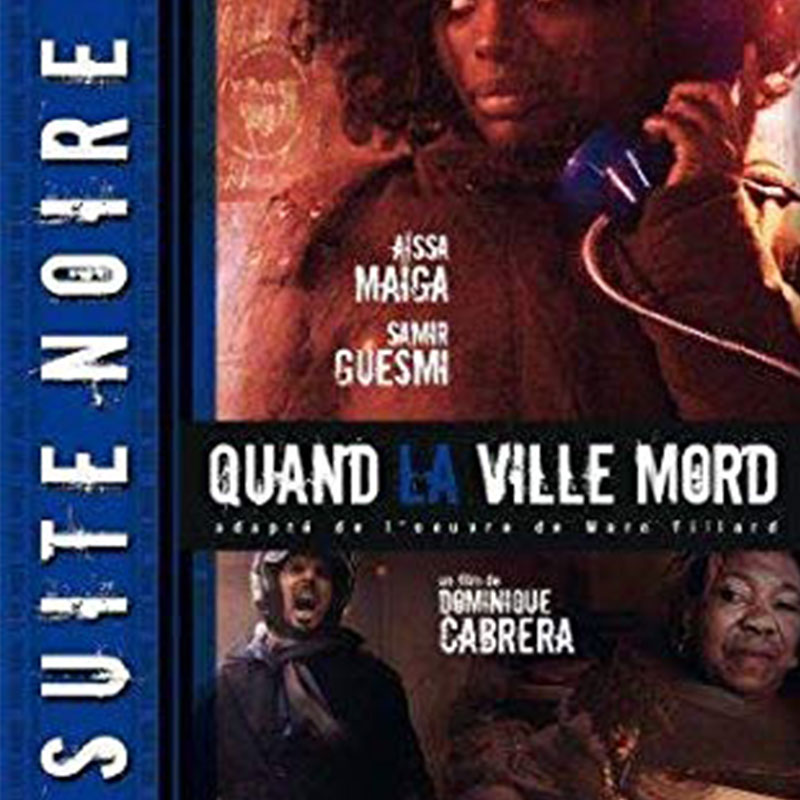 SUITE NOIRE
AÏSSA
MAIGA
SAMIR
GUESMI
QUAND LA VILLE MORD
adapté de l'oeuvre de Marc Villard
un film de
DOMINIQUE
CABRERA